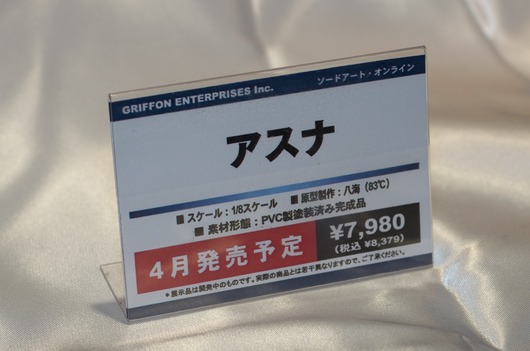 GRIFFON ENTERPRISES Inc. ソードアート・オンライン
アスナ
■ スケール：1/8スケール ■ 原型製作：八海（83℃）
■ 素材形態：PVC製塗装済み完成品
4月発売予定 ¥7,980
（税込 ¥8,379）
＊展示品は開発中のものです。実際の商品とは若干異なりますので、ご了承ください。